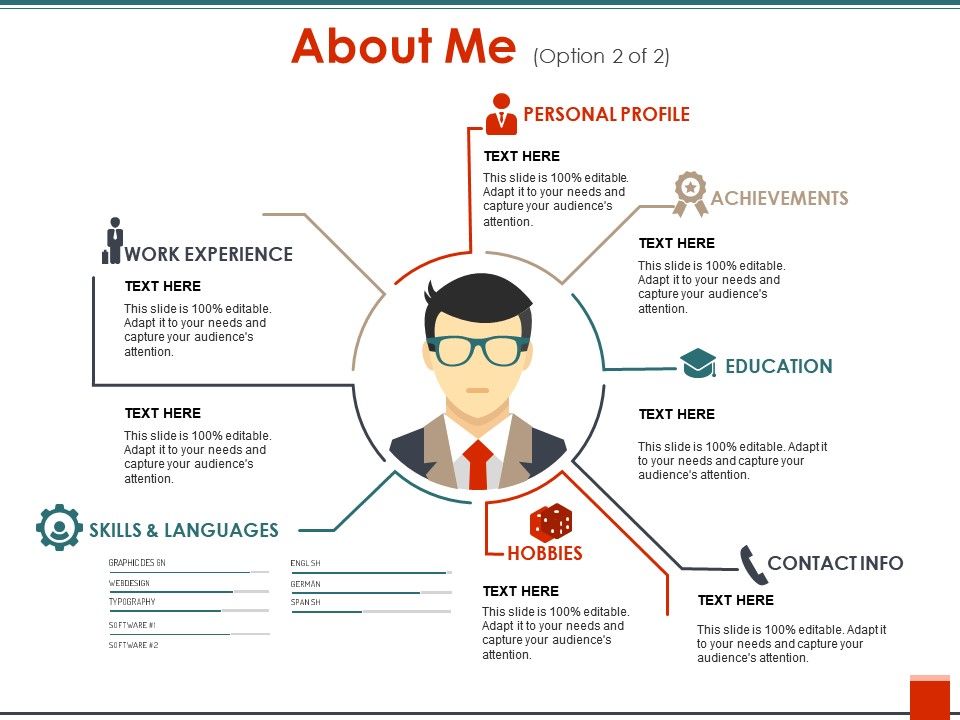 About Me (Option 2 of 2)
PERSONAL PROFILE
TEXT HERE
This slide is 100% editable.
Adapt it to your needs and
capture your audience's
attention.
ACHIEVEMENTS
TEXT HERE
This slide is 100% editable.
Adapt it to your needs and
capture your audience's
attention.
WORK EXPERIENCE
TEXT HERE
This slide is 100% editable.
Adapt it to your needs and
capture your audience's
attention.
EDUCATION
TEXT HERE
This slide is 100% editable. Adapt it
to your needs and capture your
audience's attention.
TEXT HERE
This slide is 100% editable.
Adapt it to your needs and
capture your audience's
attention.
SKILLS & LANGUAGES
GRAPHIC DESIGN
WEBDESIGN
TYPOGRAPHY
SOFTWARE #1
SOFTWARE #2
ENGLISH
GERMAN
SPANISH
HOBBIES
TEXT HERE
This slide is 100% editable.
Adapt it to your needs and
capture your audience's
attention.
CONTACT INFO
TEXT HERE
This slide is 100% editable. Adapt it
to your needs and capture your
audience's attention.